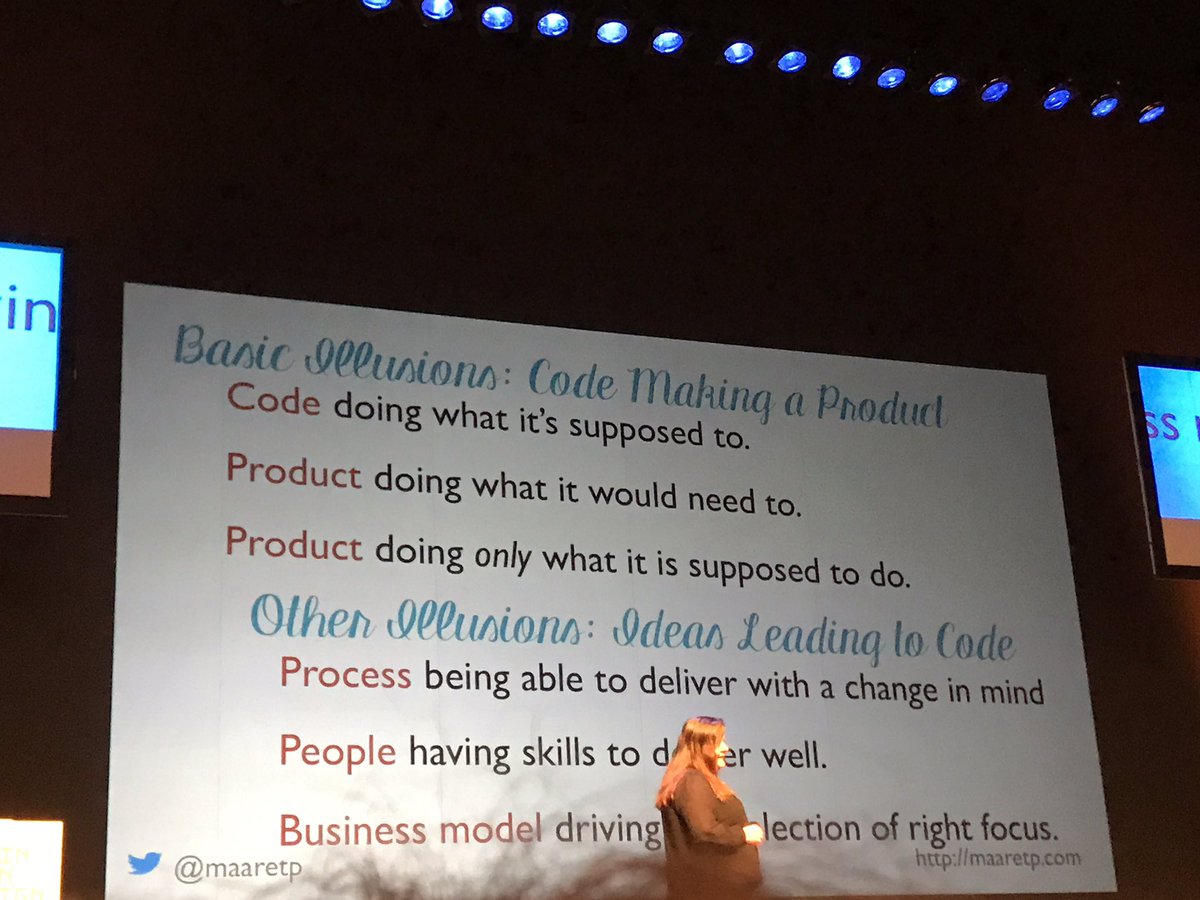 in
ss
Basic Illusions: Code Making a Product
Code doing what it's supposed to.
Product doing what it would need to.
Product doing only what it is supposed to do.
Other Illusions: Ideas Leading to Code
Process being able to deliver with a change in mind
People having skills to d er well.
Business model driving lection of right focus.
@maaretp
http://maaretp.com